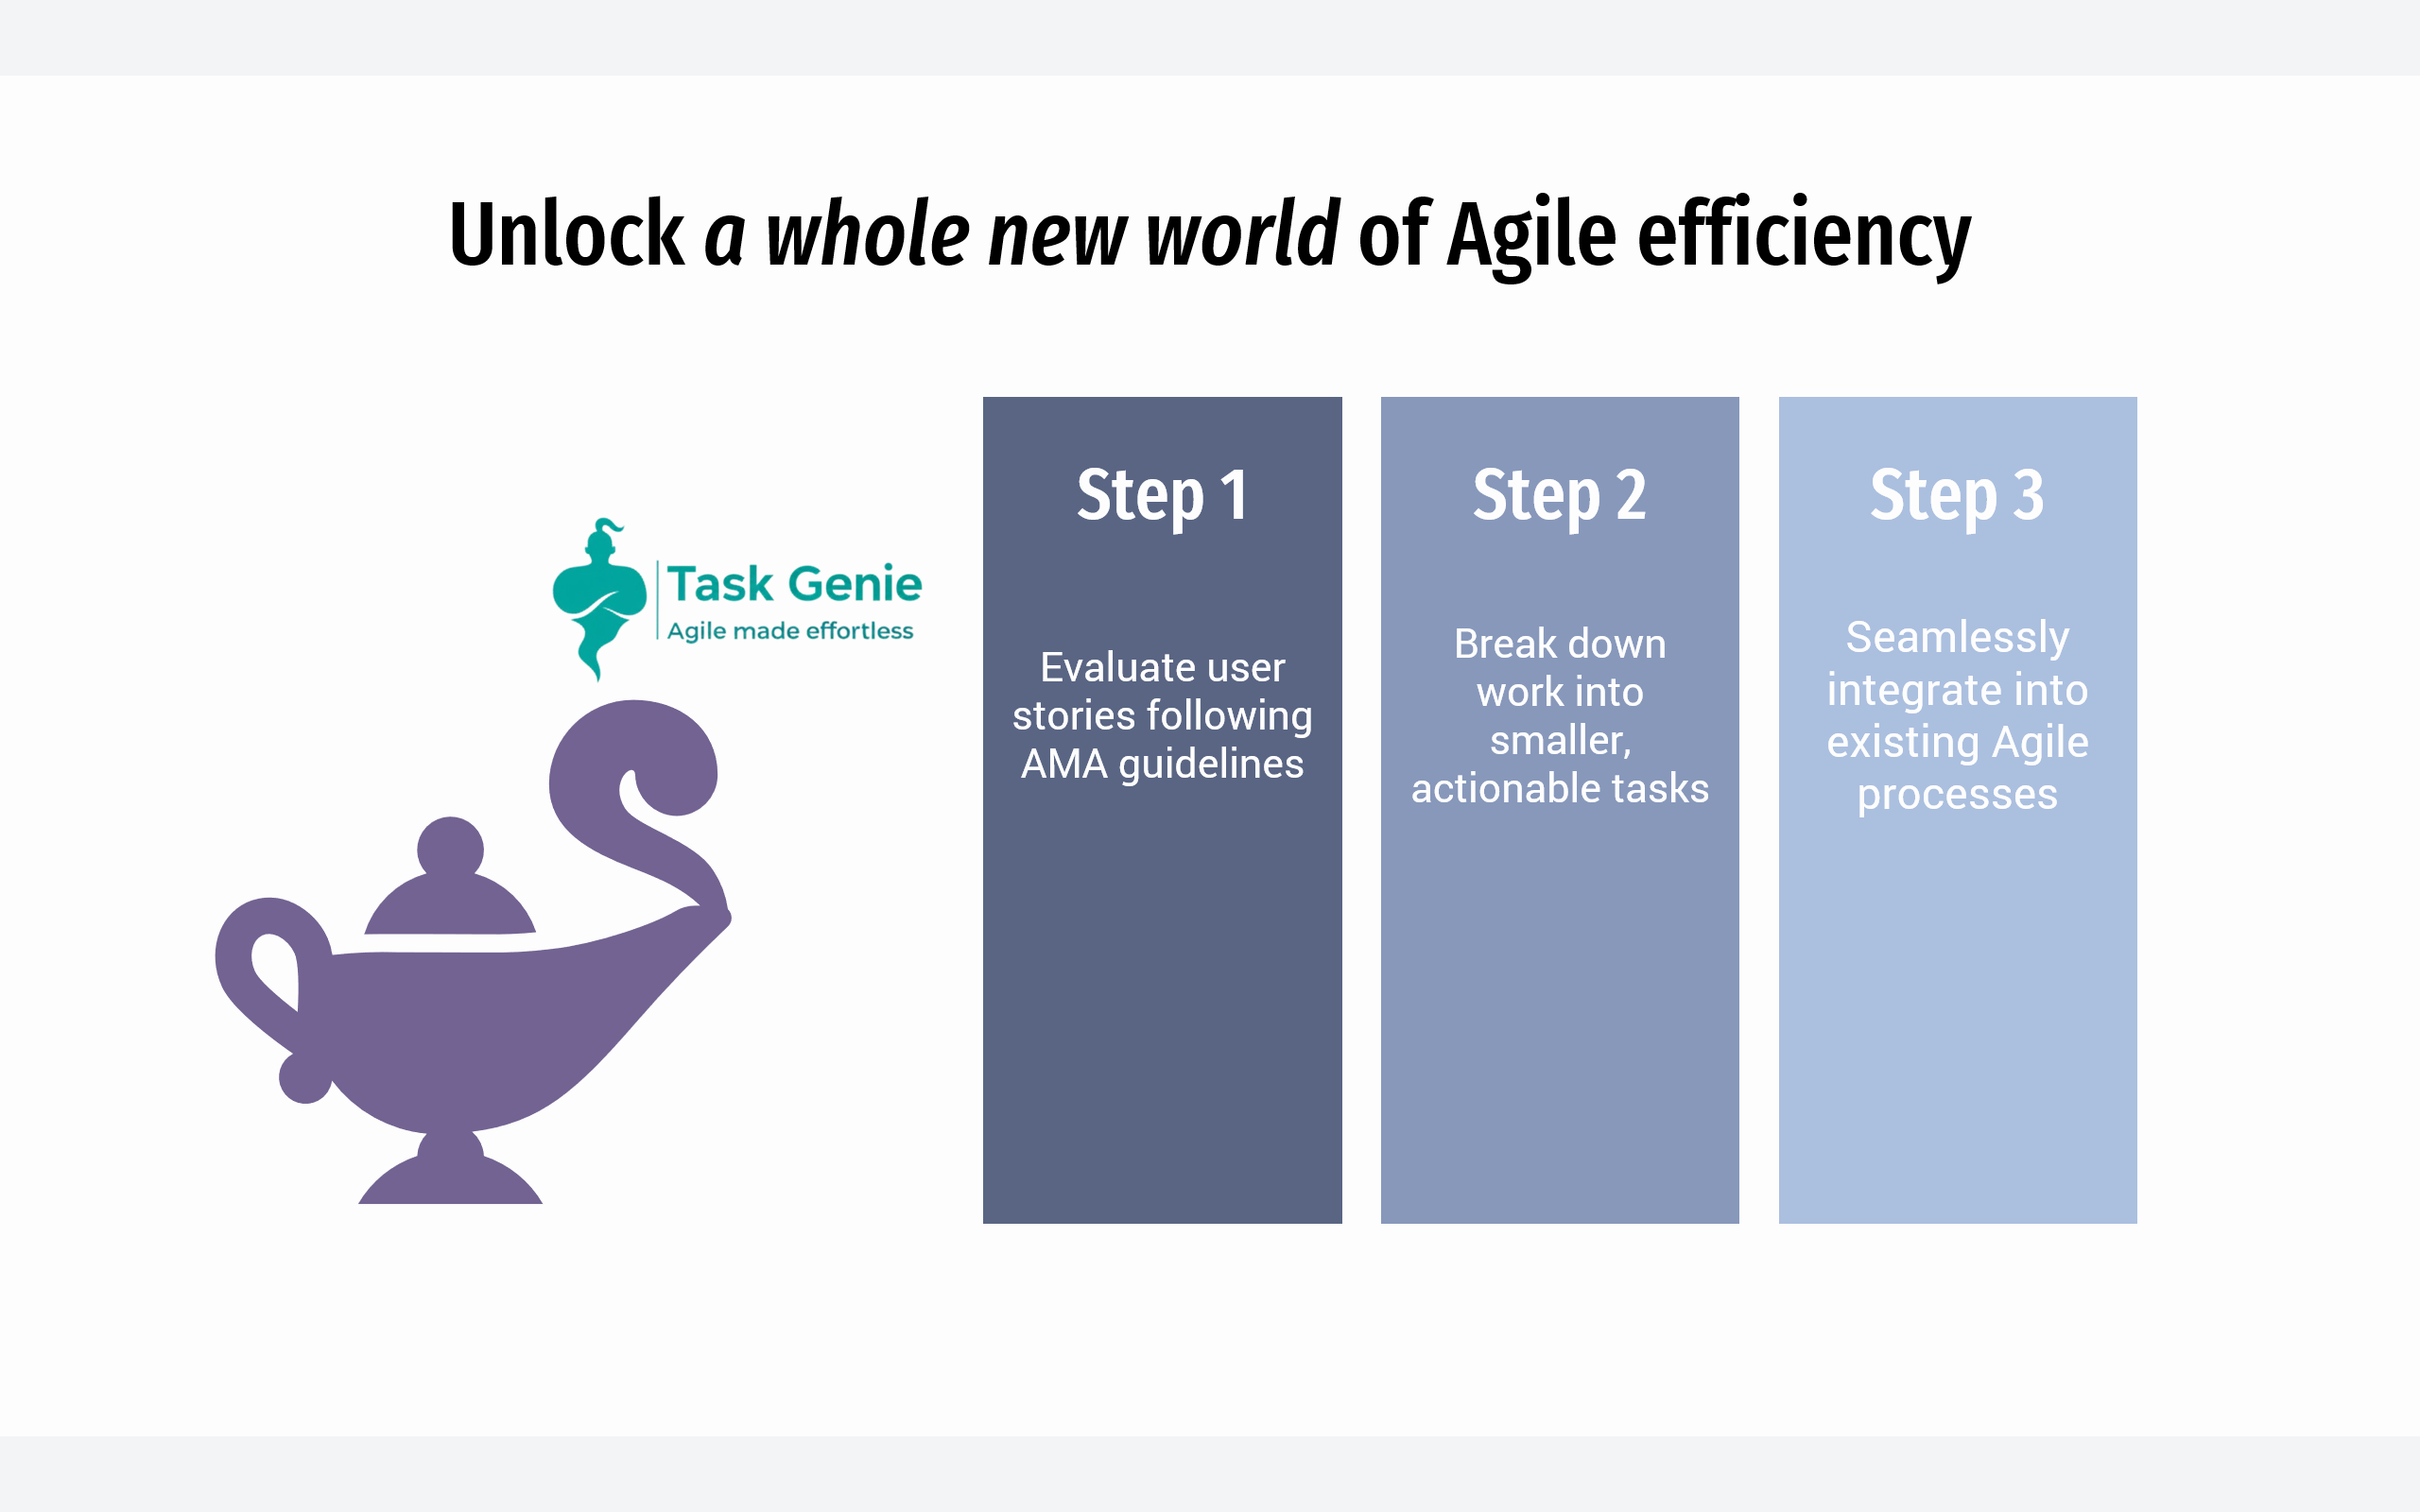 Unlock a whole new world of Agile efficiency
Task Genie
Agile made effortless
Step 1
Evaluate user
stories following
AMA guidelines
Step 2
Break down
work into
smaller,
actionable tasks
Step 3
Seamlessly
integrate into
existing Agile
processes